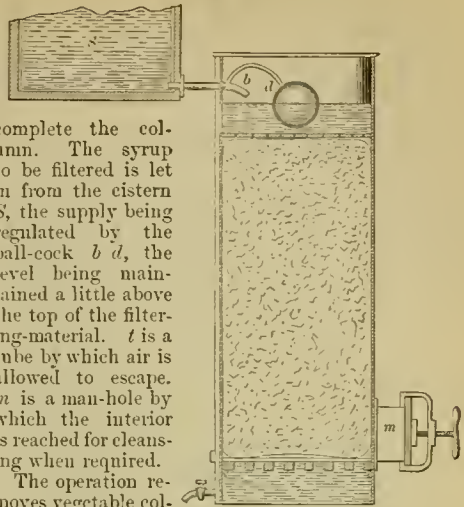 S
b
d
complete the col-
umn. The syrup
to be filtered is let
in from the cistern
S, the supply being
regulated by the
ball-cock b d, the
level being main-
tained a little above
the top of the filter-
ing-material. t is a
tube by which air is
allowed to escape.
m is a man-hole by
which the interior
is reached for cleans-
ing when required.
The operation re-
moves vegetable col-
m